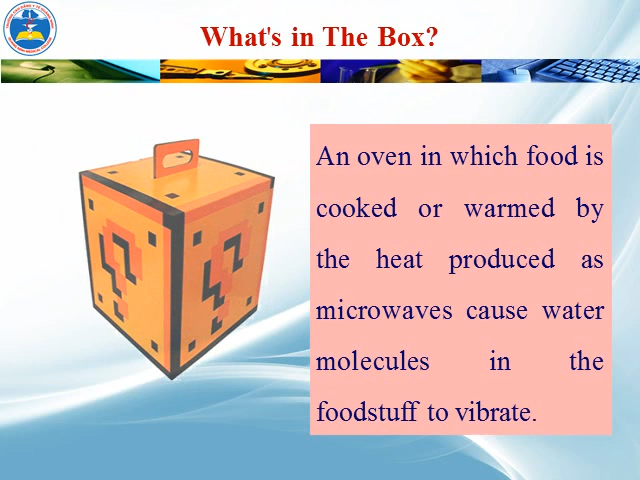 What's in The Box?
An oven in which food is
cooked or warmed by
the heat produced as
microwaves cause water
molecules in the
foodstuff to vibrate.